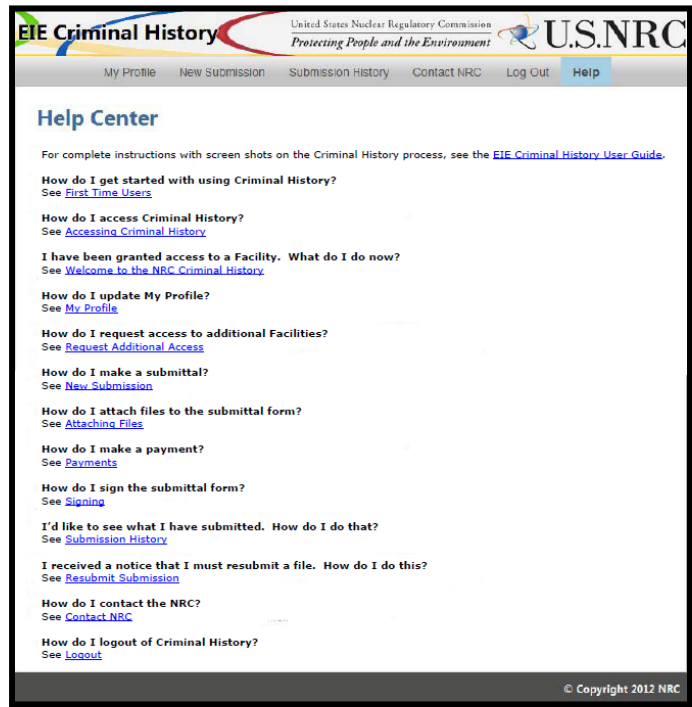 EIE Criminal History
United States Nuclear Regulatory Commission
Protecting People and the Environment
U.S.NRC
My Profile New Submission Submission History Contact NRC Log Out Help
Help Center
For complete instructions with screen shots on the Criminal History process, see the EIE Criminal History User Guide.
How do I get started with using Criminal History?
See First Time Users
How do I access Criminal History?
See Accessing Criminal History
I have been granted access to a Facility. What do I do now?
See Welcome to the NRC Criminal History
How do I update My Profile?
See My Profile
How do I request access to additional Facilities?
See Request Additional Access
How do I make a submittal?
See New Submission
How do I attach files to the submittal form?
See Attaching Files
How do I make a payment?
See Payments
How do I sign the submittal form?
See Signing
I'd like to see what I have submitted. How do I do that?
See Submission History
I received a notice that I must resubmit a file. How do I do this?
See Resubmit Submission
How do I contact the NRC?
See Contact NRC
How do I logout of Criminal History?
See Logout
© Copyright 2012 NRC